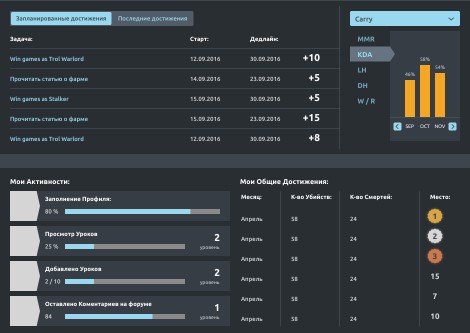 Запланированные достижения Последние достижения
Задача: Старт: Дедлайн:
Win games as Trol Warlord 12.09.2016 30.09.2016 +10
Прочитать статью о фарме 14.09.2016 23.09.2016 +5
Win games as Stalker 15.09.2016 30.09.2016 +5
Прочитать статью о фарме 15.09.2016 23.09.2016 +15
Win games as Trol Warlord 12.09.2016 30.09.2016 +8
Carry
MMR
KDA
LH
DH
W / R
46% 58% 54%
SEP OCT NOV
Мои Активности:
Заполнение Профиля:
80 %
Просмотр Уроков
25 %
2
уровень
Добавлено Уроков
2 / 10
2
уровень
Оставлено Коментариев на форуме
84
1
уровень
Мои Общие Достижения:
Месяц: К-во Убийств: К-во Смертей: Место:
Апрель 58 24 1
Апрель 58 24 2
Апрель 58 24 3
Апрель 58 24 15
Апрель 58 24 7
Апрель 58 24 10